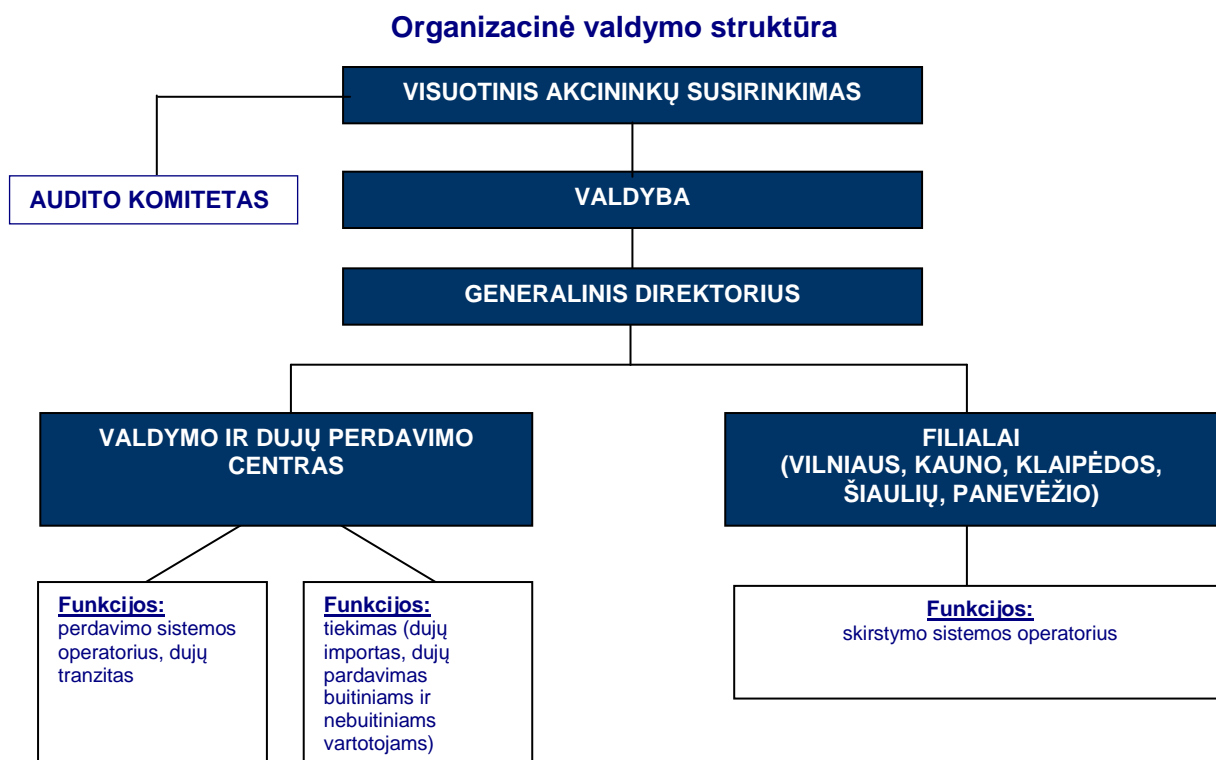 Organizacinė valdymo struktūra
VISUOTINIS AKCININKŲ SUSIRINKIMAS
AUDITO KOMITETAS
VALDYBA
GENERALINIS DIREKTORIUS
VALDYMO IR DUJŲ PERDAVIMO
CENTRAS
FILIALAI
(VILNIAUS, KAUNO, KLAIPĖDOS,
ŠIAULIŲ, PANEVĖŽIO)
Funkcijos:
perdavimo sistemos
operatorius, dujų
tranzitas
Funkcijos:
tiekimas (dujų
importas, dujų
pardavimas
buitiniams ir
nebuitiniams
vartotojams)
Funkcijos:
skirstymo sistemos operatorius